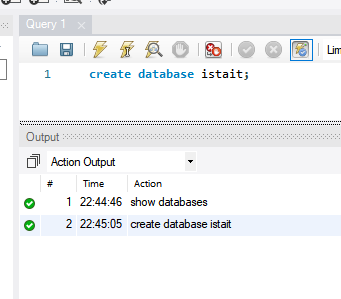 Query 1
Lim
1 create database istait;
Output
Action Output
# Time Action
1 22:44:46 show databases
2 22:45:05 create database istait